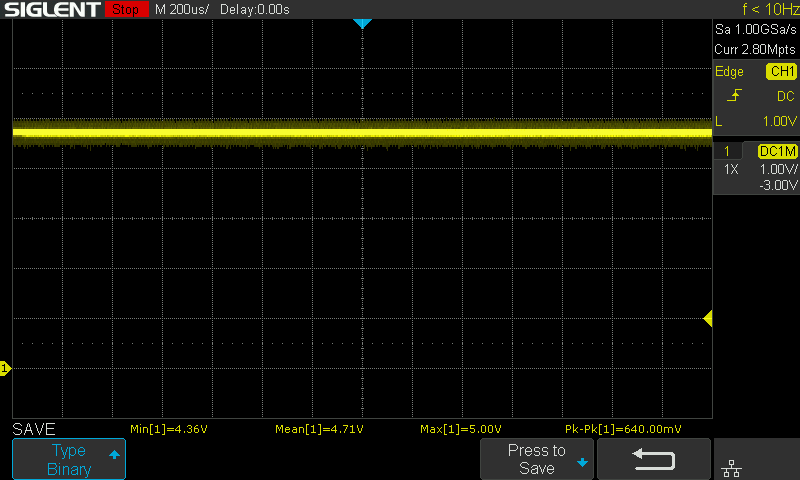 SIGLENT Stop M 200us/ Delay:0.00s f < 10Hz
Sa 1.00GSa/s
Curr 2.80Mpts
Edge CH1
DC
L 1.00V
1 DC1M
1X 1.00V/
-3.00V
1
SAVE Min[1]=4.36V Mean[1]=4.71V Max[1]=5.00V Pk-Pk[1]=640.00mV
Type
Binary
Press to
Save